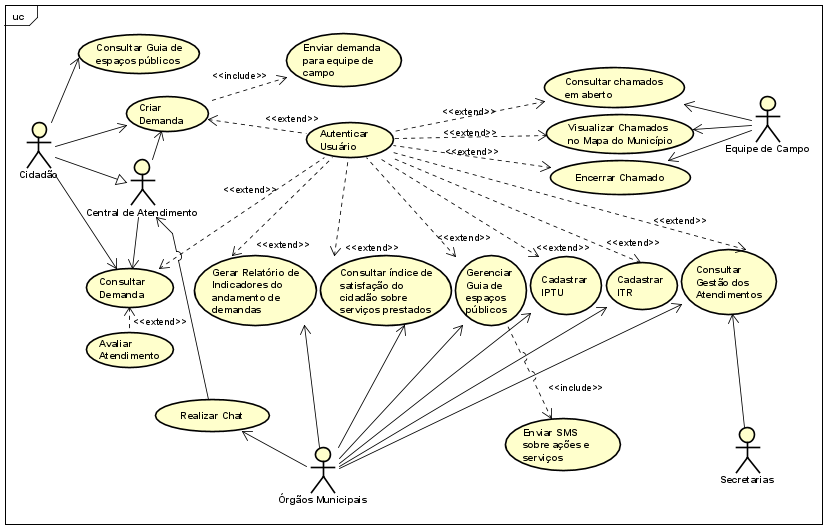 uc
Consultar Guia de
espaços públicos
Enviar demanda
para equipe de
campo
<<include>>
Consultar chamados
em aberto
Criar
Demanda
<<extend>>
Autenticar
Usuário
<<extend>>
<<extend>>
<<extend>>
Visualizar Chamados
no Mapa do Município
Equipe de Campo
Cidadão
Encerrar Chamado
Central de Atendimento
<<extend>>
<<extend>>
<<extend>>
<<extend>>
<<extend>>
<<extend>>
<<extend>>
<<extend>>
Consultar
Demanda
Gerar Relatório de
Indicadores do
andamento de
demandas
Consultar índice de
satisfação do
cidadão sobre
serviços prestados
Gerenciar
Guia de
espaços
públicos
Cadastrar
IPTU
Cadastrar
ITR
Consultar
Gestão dos
Atendimentos
Avaliar
Atendimento
<<include>>
Realizar Chat
Enviar SMS
sobre ações e
serviços
Órgãos Municipais
Secretarias